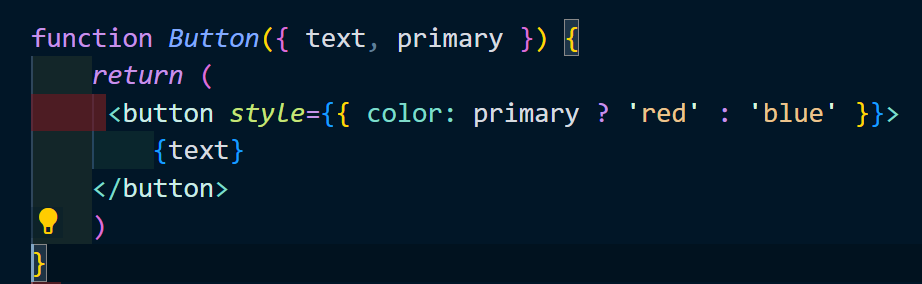 function Button({ text, primary }) {
    return (
     <button style={{ color: primary ? 'red' : 'blue' }}>
        {text}
    </button>
    )
}